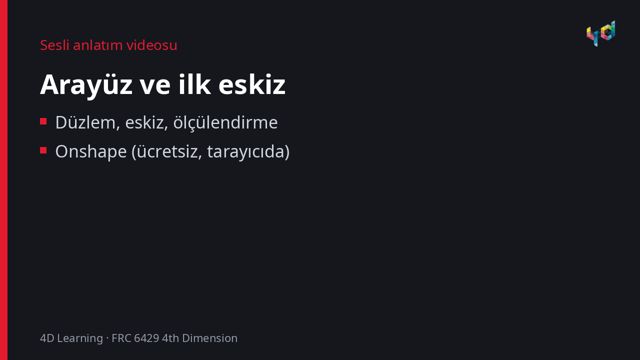 4d
Sesli anlatım videosu
Arayüz ve ilk eskiz
Düzlem, eskiz, ölçülendirme
Onshape (ücretsiz, tarayıcıda)
4D Learning · FRC 6429 4th Dimension